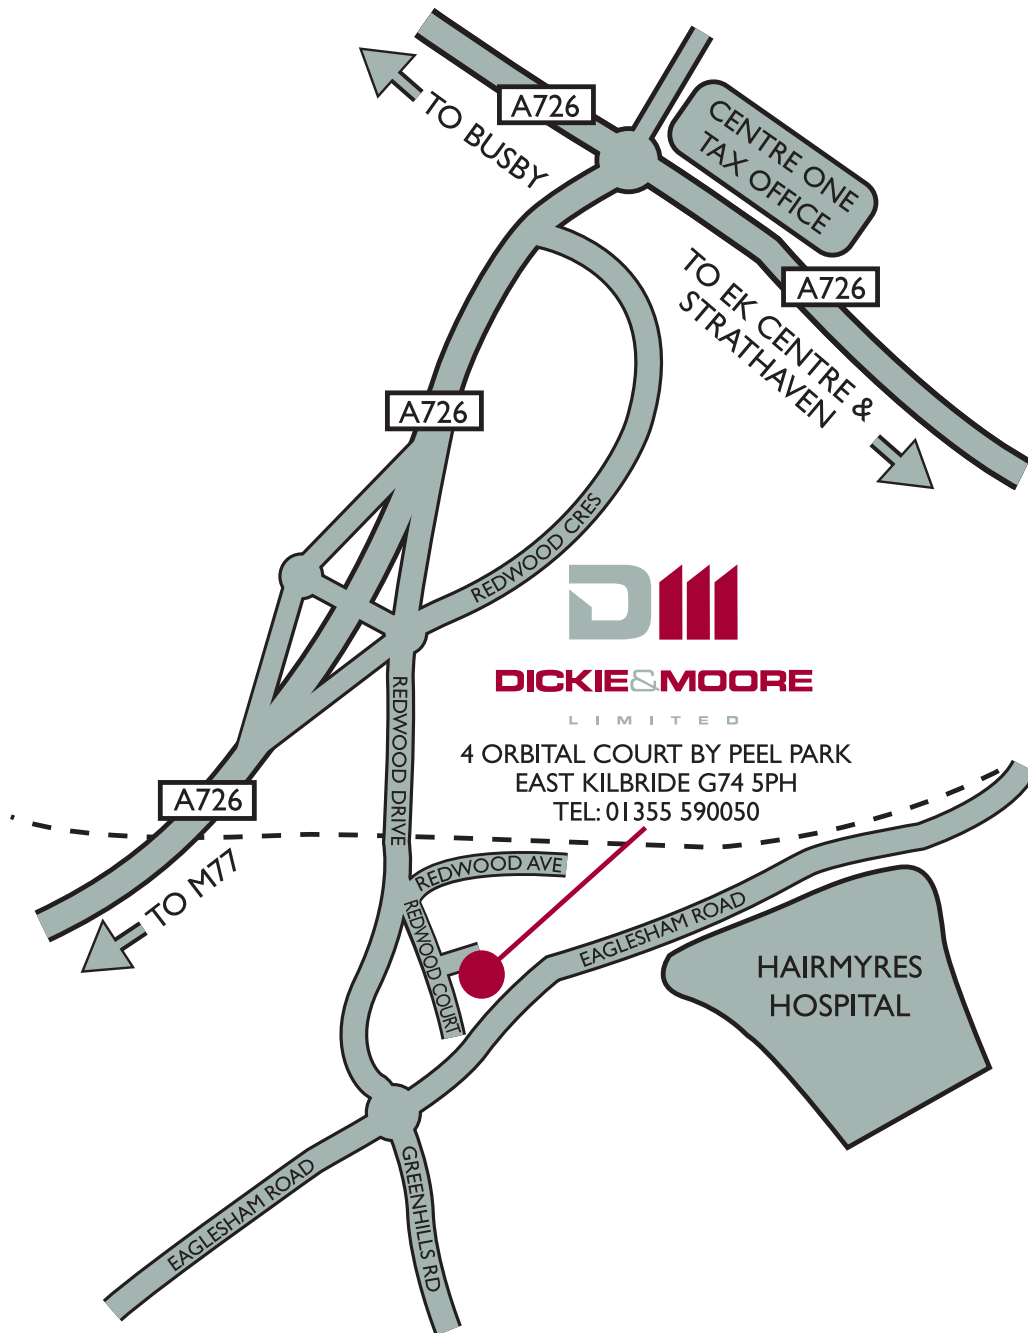 A726
TO BUSBY
CENTRE ONE
TAX OFFICE
TO EK CENTRE &
STRATHAVEN
A726
A726
REDWOOD CRES
DM
DICKIE&MOORE
LIMITED
4 ORBITAL COURT BY PEEL PARK
EAST KILBRIDE G74 5PH
TEL: 01355 590050
REDWOOD DRIVE
A726
TO M77
REDWOOD AVE
REDWOOD COURT
EAGLESHAM ROAD
HAIRMYRES
HOSPITAL
EAGLESHAM ROAD
GREENHILLS RD